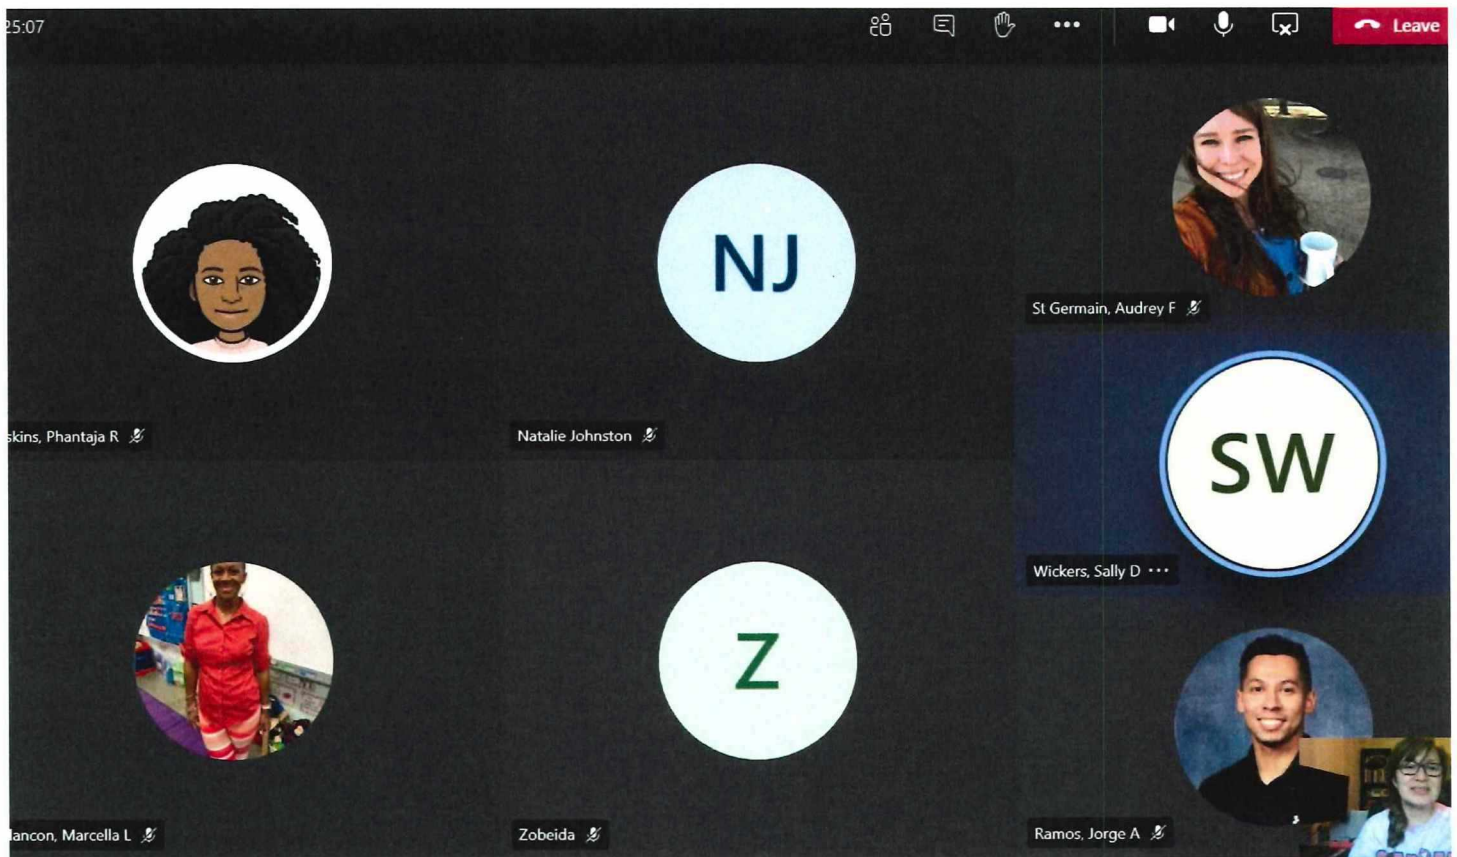 25:07
Leave
NJ
St Germain, Audrey F
skins, Phantaja R
Natalie Johnston
SW
Wickers, Sally D
Z
lancon, Marcella L
Zobeida
Ramos, Jorge A